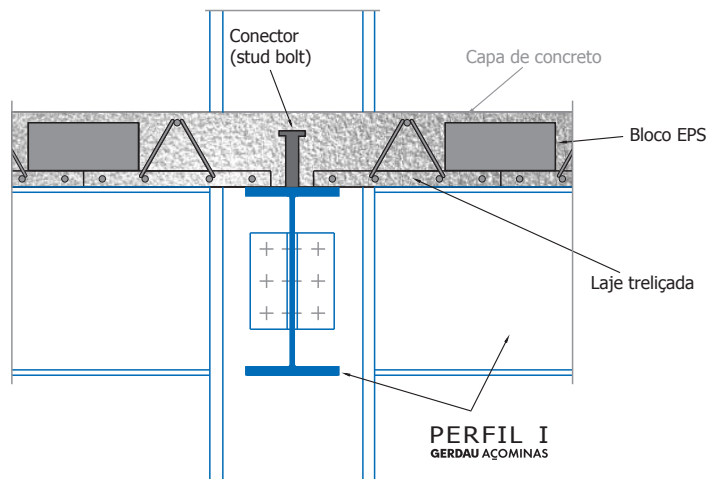 Conector
(stud bolt)
Capa de concreto
Bloco EPS
Laje treliçada
PERFIL I
GERDAU AÇOMINAS